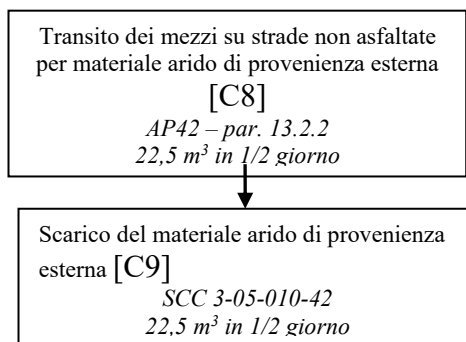 Transito dei mezzi su strade non asfaltate
per materiale arido di provenienza esterna
[C8]
AP42 – par. 13.2.2
22,5 m³ in 1/2 giorno
Scarico del materiale arido di provenienza
esterna [C9]
SCC 3-05-010-42
22,5 m³ in 1/2 giorno